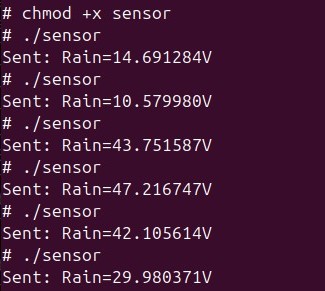 # chmod +x sensor
# ./sensor
Sent: Rain=14.691284V
# ./sensor
Sent: Rain=10.579980V
# ./sensor
Sent: Rain=43.751587V
# ./sensor
Sent: Rain=47.216747V
# ./sensor
Sent: Rain=42.105614V
# ./sensor
Sent: Rain=29.980371V